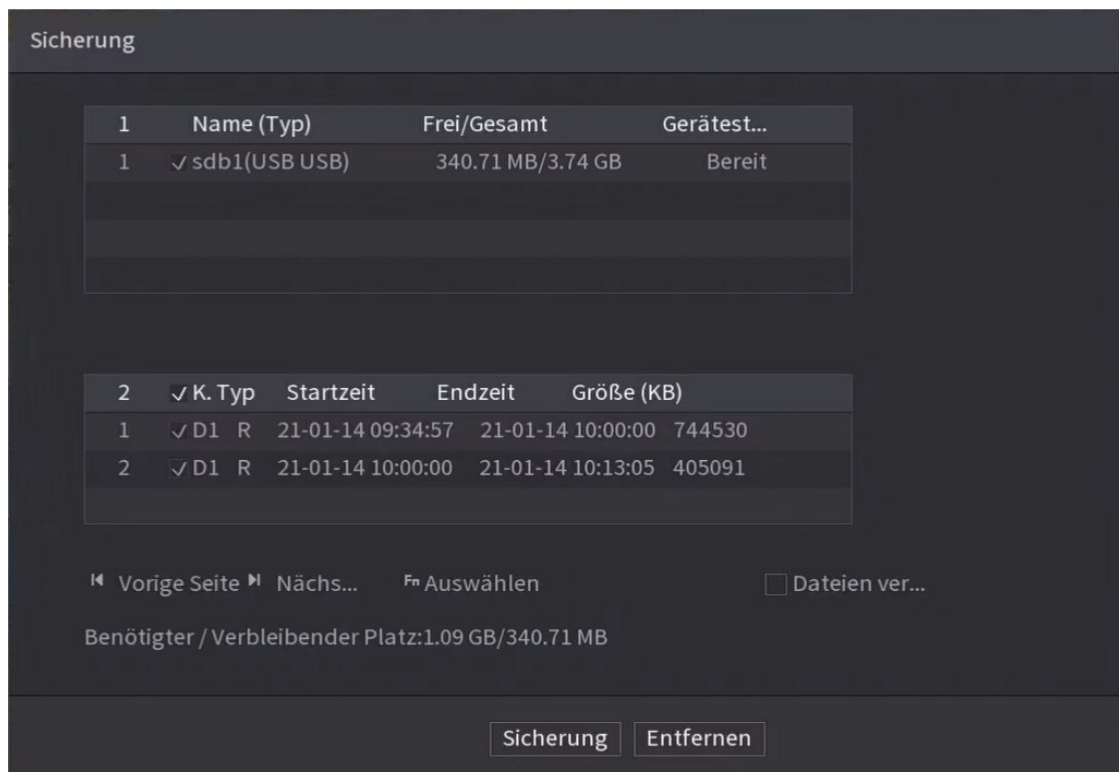 Sicherung
1 Name (Typ) Frei/Gesamt Gerätest...
1 sdb1(USB USB) 340.71 MB/3.74 GB Bereit
2 K. Typ Startzeit Endzeit Größe (KB)
1 D1 R 21-01-14 09:34:57 21-01-14 10:00:00 744530
2 D1 R 21-01-14 10:00:00 21-01-14 10:13:05 405091
Vorige Seite Nächs... Fn Auswählen Dateien ver...
Benötigter / Verbleibender Platz:1.09 GB/340.71 MB
Sicherung Entfernen